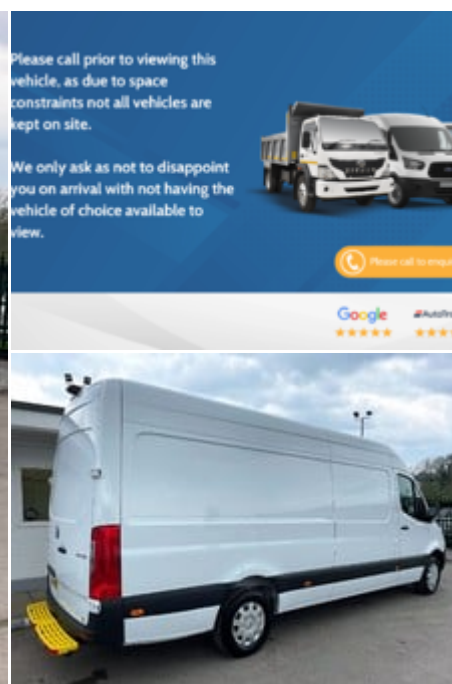 Please call prior to viewing this
vehicle, as due to space
constraints not all vehicles are
kept on site.
We only ask as not to disappoint
you on arrival with not having the
vehicle of choice available to
view.
Please call to enqui
Google
AutoTr